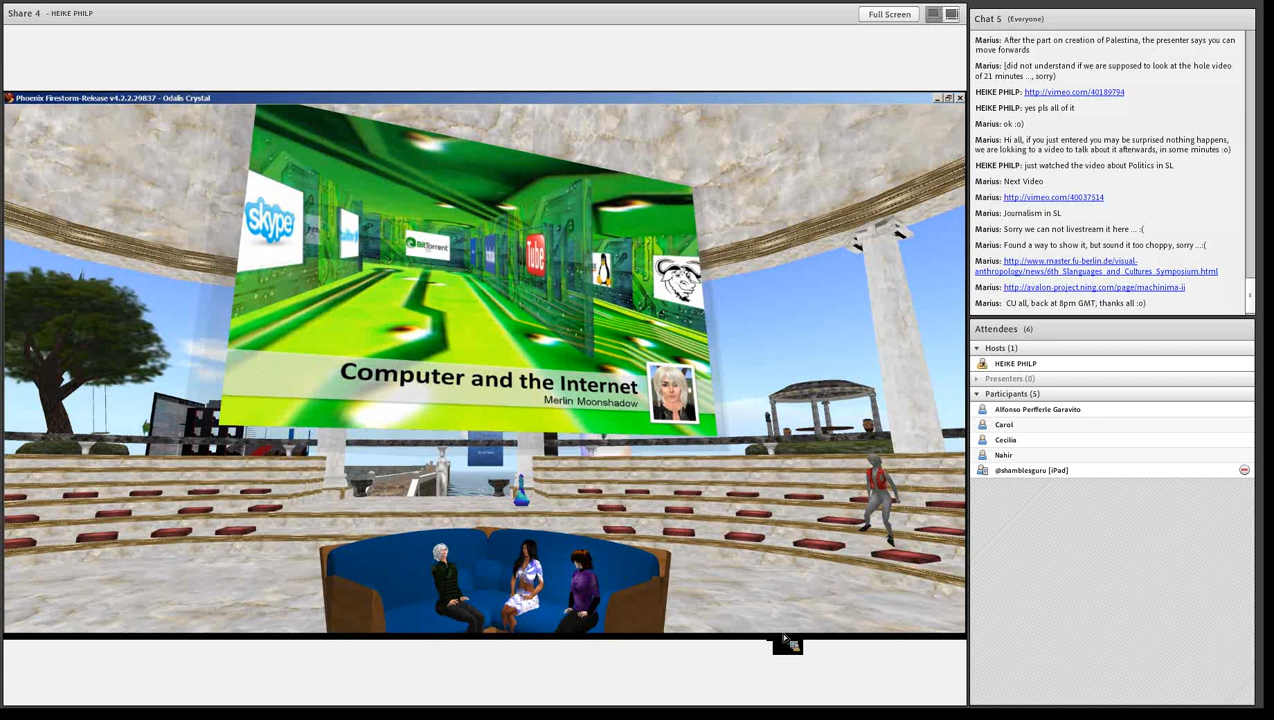 Share 4 - HEIKE PHILP
Full Screen
Phoenix Firestorm-Release v4.2.2.29837 - Odalis Crystal
skype
BitTorrent
Tube
Computer and the Internet
Merlin Moonshadow
Chat 5 (Everyone)
Marius: After the part on creation of Palestina, the presenter says you can
move forwards
Marius: [did not understand if we are supposed to look at the hole video
of 21 minutes ..., sorry)
HEIKE PHILP: http://vimeo.com/40189794
HEIKE PHILP: yes pls all of it
Marius: ok :o)
Marius: Hi all, if you just entered you may be surprised nothing happens,
we are lokking to a video to talk about it afterwards, in some minutes :o)
HEIKE PHILP: just watched the video about Politics in SL
Marius: Next Video
Marius: http://vimeo.com/40037514
Marius: Journalism in SL
Marius: Sorry we can not livestream it here ... :(
Marius: Found a way to show it, but sound it too choppy, sorry ...:(
Marius: http://www.master.fu-berlin.de/visual-
anthropology/news/6th_Slanguages_and_Cultures_Symposium.html
Marius: http://avalon-project.ning.com/page/machinima-ii
Marius: CU all, back at 8pm GMT, thanks all :o)
Attendees (6)
Hosts (1)
HEIKE PHILP
Presenters (0)
Participants (5)
Alfonso Perfferle Garavito
Carol
Cecilia
Nahir
@shamblesguru [iPad]